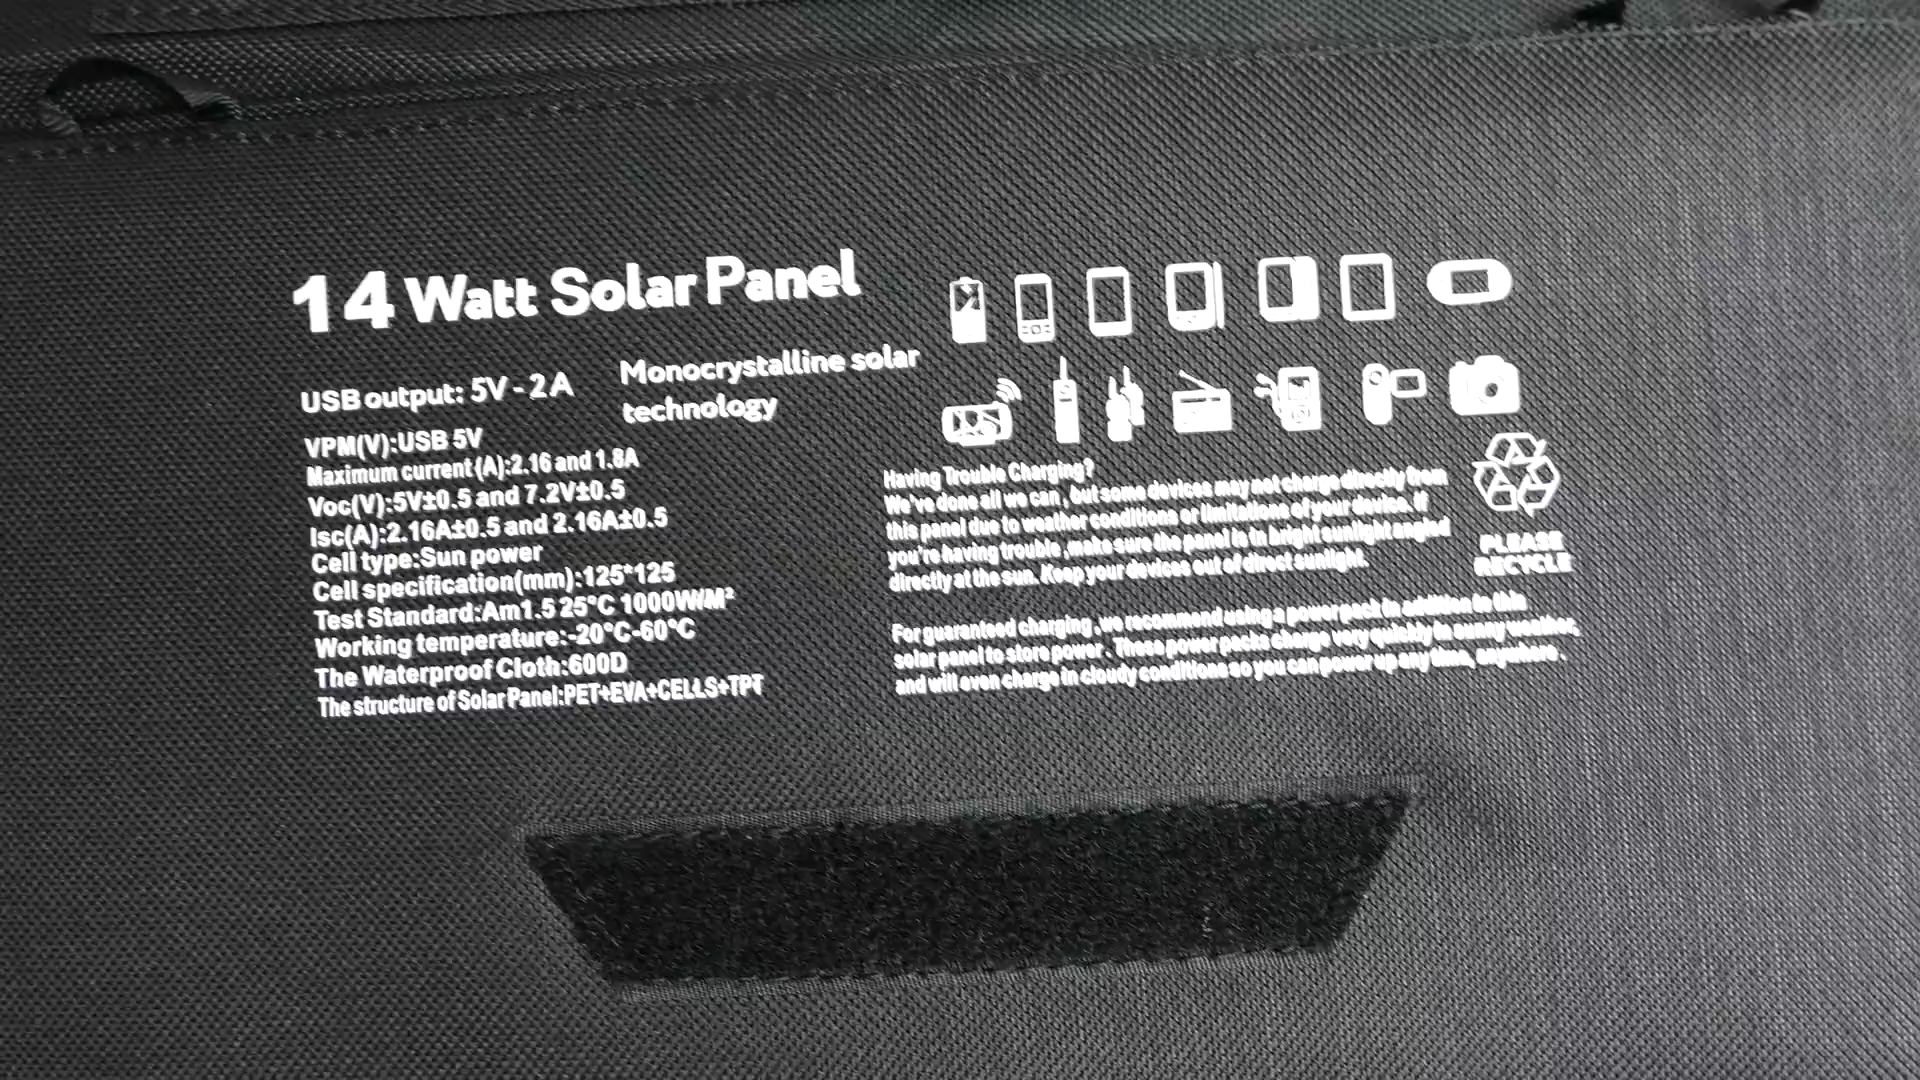 14 Watt Solar Panel
USB output: 5V - 2A
Monocrystalline solar
technology
VPM(V):USB 5V
Maximum current (A):2.16 and 1.8A
Voc(V):5V±0.5 and 7.2V±0.5
Isc(A):2.16A±0.5 and 2.16A±0.5
Cell type:Sun power
Cell specification(mm):125*125
Test Standard:Am1.5 25°C 1000W/M²
Working temperature:-20°C-60°C
The Waterproof Cloth:600D
The structure of Solar Panel:PET+EVA+CELLS+TPT
Having Trouble Charging?
We've done all we can , but some devices may not charge directly from
this panel due to weather conditions or limitations of your device. If
you're having trouble ,make sure the panel is in bright sunlight angled
directly at the sun. Keep your devices out of direct sunlight.
For guaranteed charging ,we recommend using a powerpack in addition to this
solar panel to store power . These power packs charge very quickly in sunny weather,
and will even charge in cloudy conditions so you can power up any time, anywhere .
PLEASE
RECYCLE